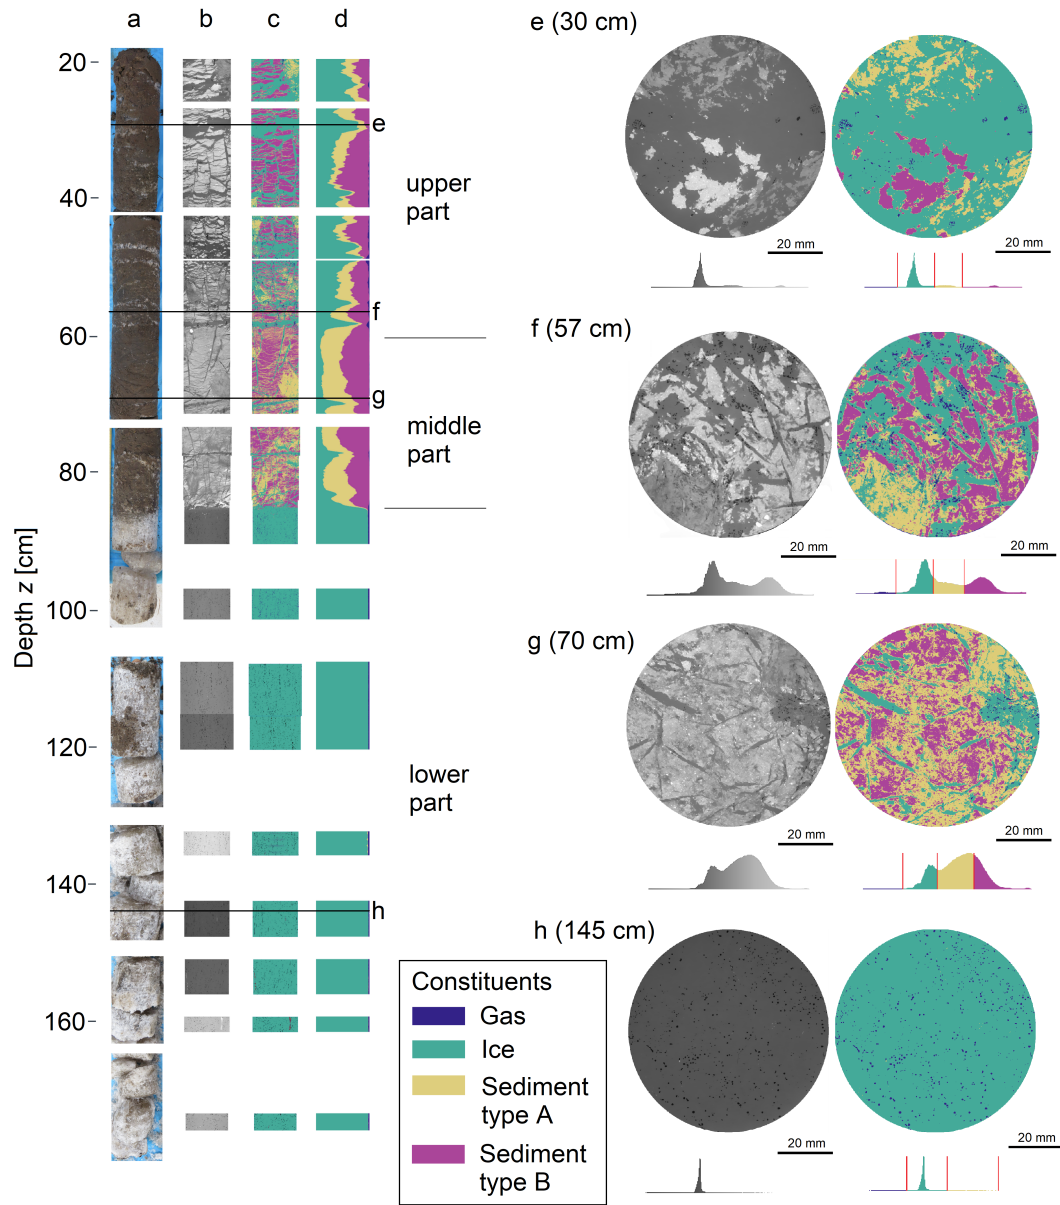 a
b
c
d
20
40
60
80
100
120
140
160
Depth z [cm]
e
f
g
h
upper
part
middle
part
lower
part
Constituents
Gas
Ice
Sediment
type A
Sediment
type B
e (30 cm)
20 mm
20 mm
f (57 cm)
20 mm
20 mm
g (70 cm)
20 mm
20 mm
h (145 cm)
20 mm
20 mm